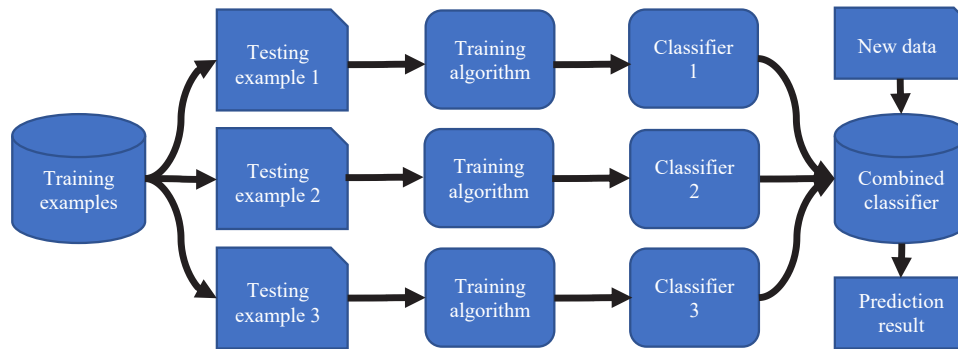 Training
examples
Testing
example 1
Training
algorithm
Classifier
1
Testing
example 2
Training
algorithm
Classifier
2
Testing
example 3
Training
algorithm
Classifier
3
New data
Combined
classifier
Prediction
result